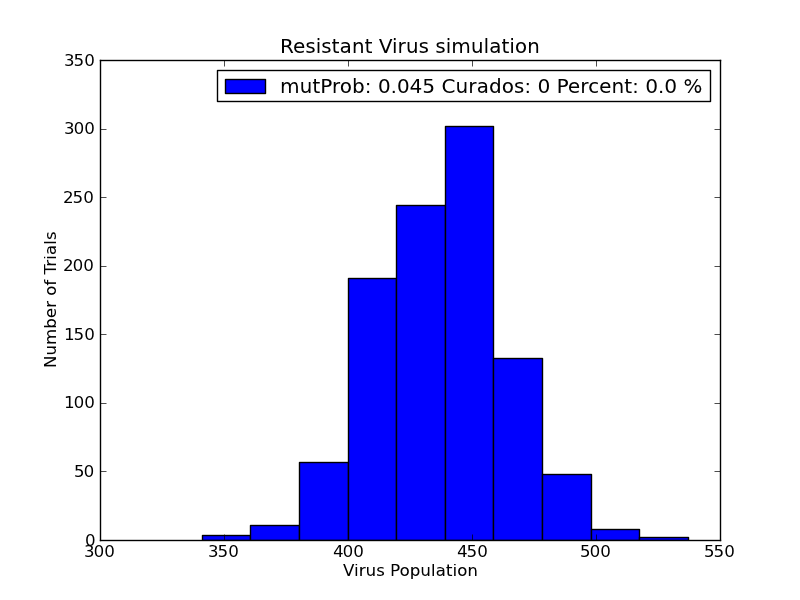 Resistant Virus simulation
mutProb: 0.045 Curados: 0 Percent: 0.0 %
350
300
250
200
150
100
50
0
Number of Trials
300 350 400 450 500 550
Virus Population